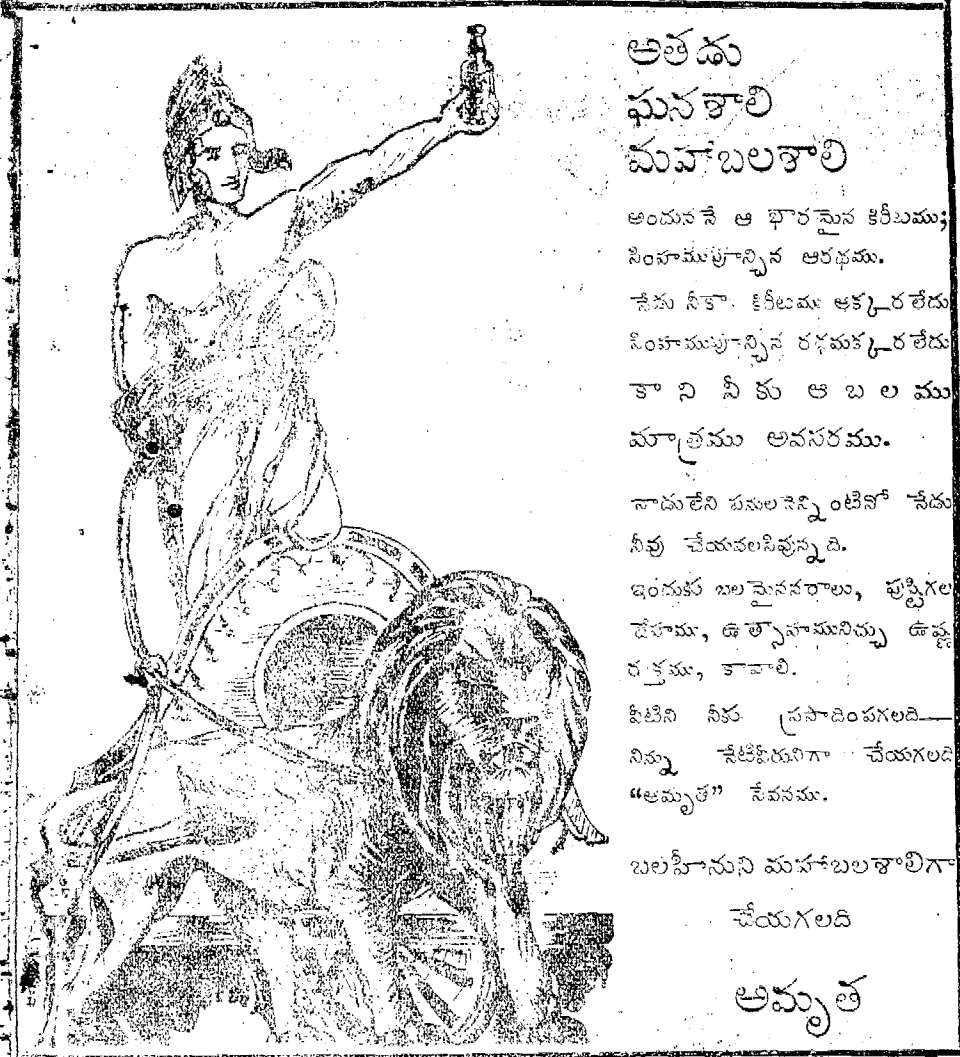 అతడు
ఘనశాలి
మహాబలశాలి
అందుననే ఆ భారమైన కిరీటము;
సింహముపూన్చిన ఆరథము.
నేడు నీకా కిరీటము అక్కరలేదు
సింహముపూన్చిన రథమక్కరలేదు
కాని నీకు ఆ బలము
మాత్రము అవసరము.
నాడులేని పనులనెన్నింటినో నేడు
నీవు చేయవలసివున్నది.
ఇందుకు బలమైననరాలు, పుష్టిగల
దేహము, ఉత్సాహమునిచ్చు ఉష్ణ
రక్తము, కావాలి.
వీటిని నీకు ప్రసాదింపగలది—
నిన్ను నేటివీరునిగా చేయగలది
“అమృత” సేవనము.
బలహీనుని మహాబలశాలిగా
చేయగలది
అమృత